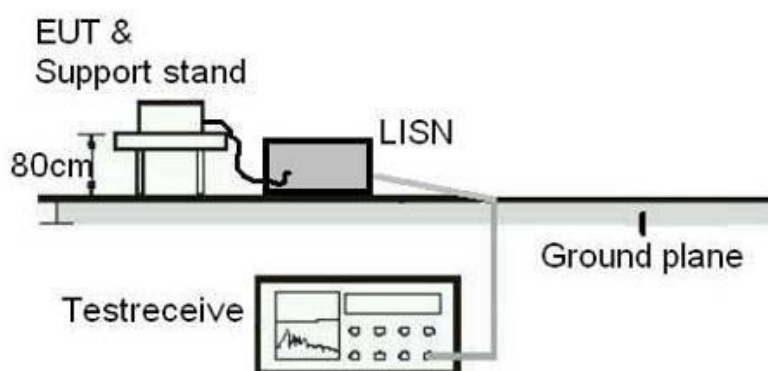 EUT &
Support stand
LISN
80cm
Ground plane
Testreceive